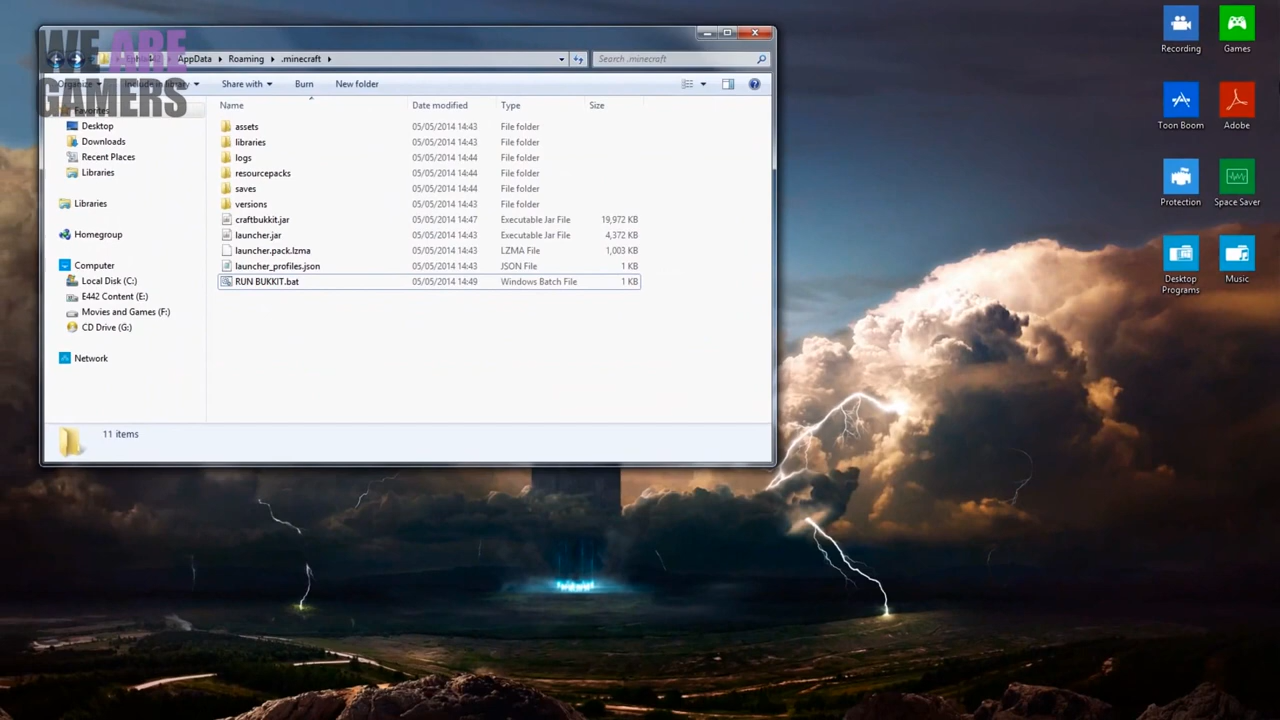 WE ARE
GAMERS
AppData Roaming .minecraft Search .minecraft
Organize Include in library Share with Burn New folder
Name Date modified Type Size
Favorites
Desktop
Downloads
Recent Places
Libraries
Libraries
Homegroup
Computer
Local Disk (C:)
E442 Content (E:)
Movies and Games (F:)
CD Drive (G:)
Network
assets 05/05/2014 14:43 File folder
libraries 05/05/2014 14:43 File folder
logs 05/05/2014 14:44 File folder
resourcepacks 05/05/2014 14:43 File folder
saves 05/05/2014 14:44 File folder
versions 05/05/2014 14:43 File folder
craftbukkit.jar 05/05/2014 14:47 Executable Jar File 19,972 KB
launcher.jar 05/05/2014 14:43 Executable Jar File 4,372 KB
launcher.pack.lzma 05/05/2014 14:43 LZMA File 1,003 KB
launcher_profiles.json 05/05/2014 14:43 JSON File 1 KB
RUN BUKKIT.bat 05/05/2014 14:49 Windows Batch File 1 KB
11 items
Recording
Games
Toon Boom
Adobe
Protection
Space Saver
Desktop
Programs
Music